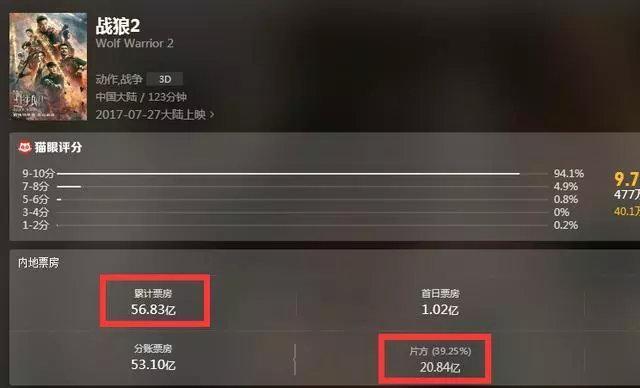 战狼2
Wolf Warrior 2
动作,战争 3D
中国大陆 / 123分钟
2017-07-27大陆上映 >
猫眼评分
9-10分 94.1% 9.7
7-8分 4.9% 477万
5-6分 0.8% 40.1万
3-4分 0%
1-2分 0.2%
内地票房
累计票房 首日票房
56.83亿 1.02亿
分账票房 片方 (39.25%)
53.10亿 20.84亿